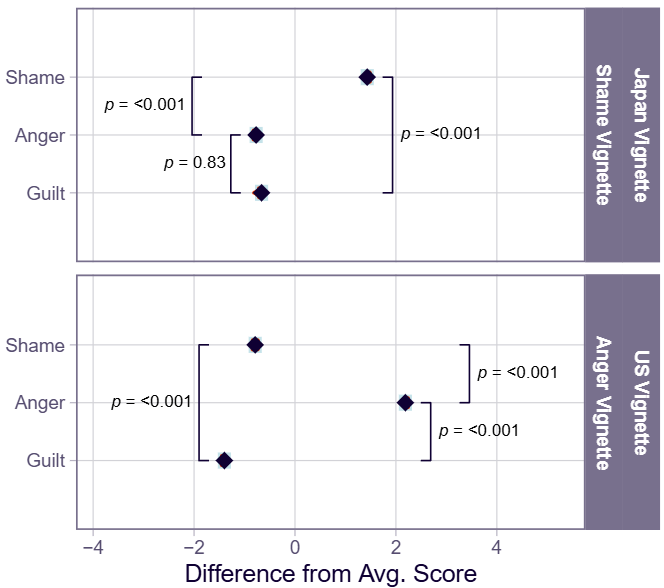 Shame
p = <0.001
Anger
p = <0.001
p = 0.83
Guilt
Japan Vignette
Shame Vignette
Shame
p = <0.001
Anger
p = <0.001
p = <0.001
Guilt
US Vignette
Anger Vignette
−4
−2
0
2
4
Difference from Avg. Score